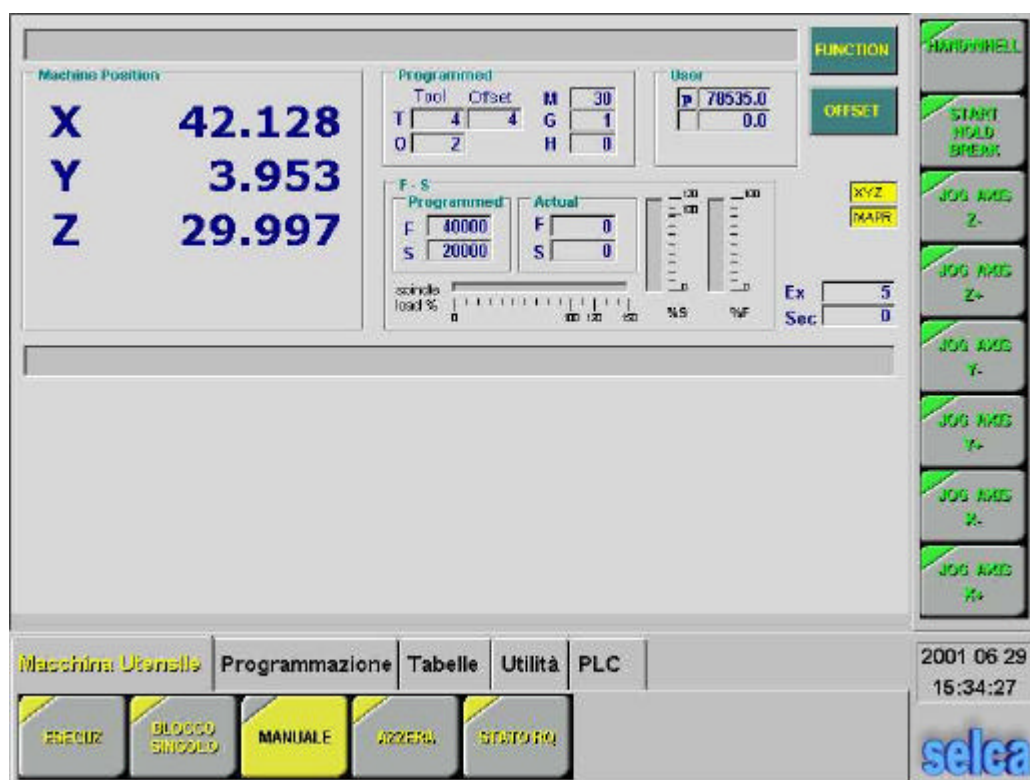 FUNCTION
HANDWHELL
Machine Position
Programmed
User
Tool Offset
M 30
p 78535.0
OFFSET
START
HOLD
BREAK
X 42.128
T 4 4
G 1
0.0
O 2
H 0
Y 3.953
F - S
XYZ
JOG AXIS
Z-
Programmed
Actual
120
100
100
MAPR
Z 29.997
F 40000
F 0
S 20000
S 0
JOG AXIS
Z+
spindle
load %
0 100 120 150
0
0
%S
%F
Ex 5
Sec 0
JOG AXIS
Y-
JOG AXIS
Y+
JOG AXIS
X-
JOG AXIS
X+
Macchina Utensile
Programmazione
Tabelle
Utilità
PLC
2001 06 29
15:34:27
ESECUZ
BLOCCO
SINGOLO
MANUALE
AZZERA
STATO RQ
selca